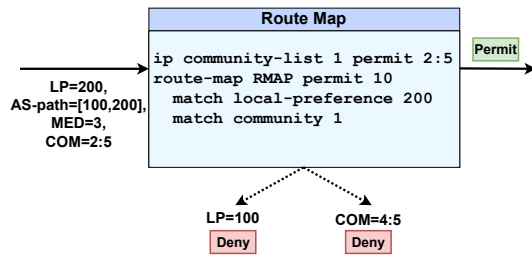 Route Map
ip community-list 1 permit 2:5
route-map RMAP permit 10
match local-preference 200
match community 1
Permit
LP=200,
AS-path=[100,200],
MED=3,
COM=2:5
LP=100
Deny
COM=4:5
Deny